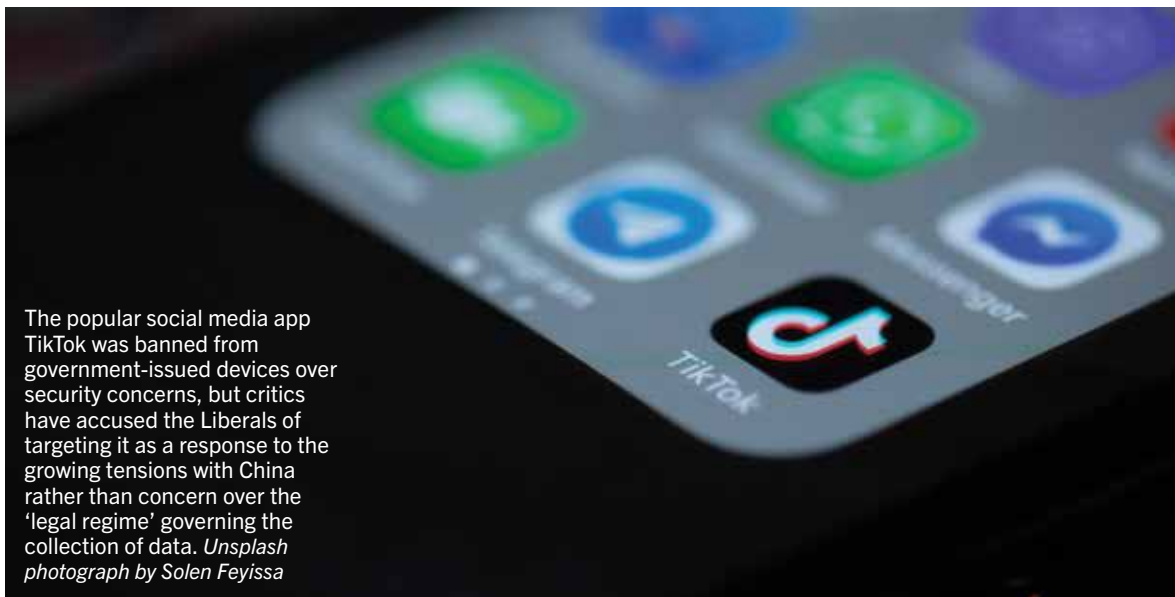 The popular social media app
TikTok was banned from
government-issued devices over
security concerns, but critics
have accused the Liberals of
targeting it as a response to the
growing tensions with China
rather than concern over the
‘legal regime’ governing the
collection of data. Unsplash
photograph by Solen Feyissa
Telegram
Messenger
TikTok